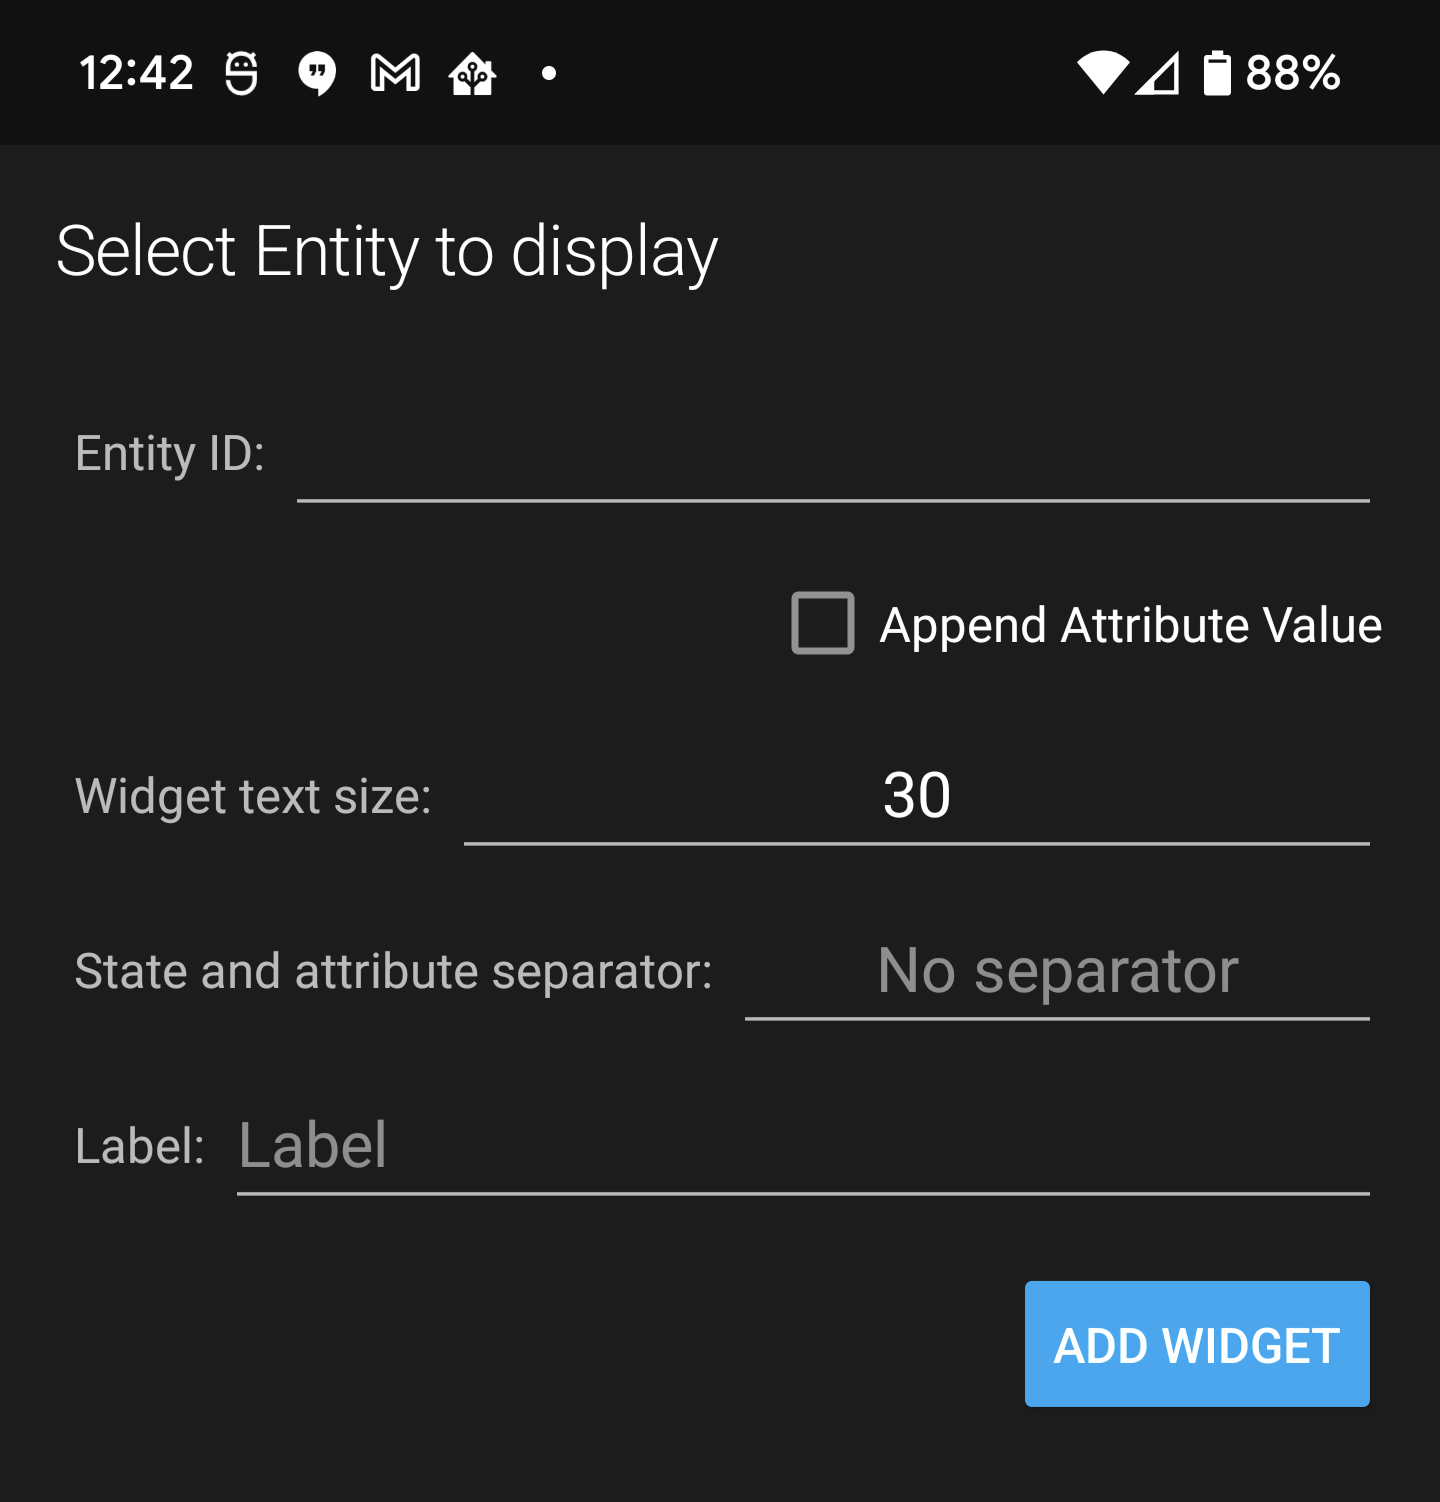 12:42 88%
Select Entity to display
Entity ID:
Append Attribute Value
Widget text size: 30
State and attribute separator: No separator
Label: Label
ADD WIDGET